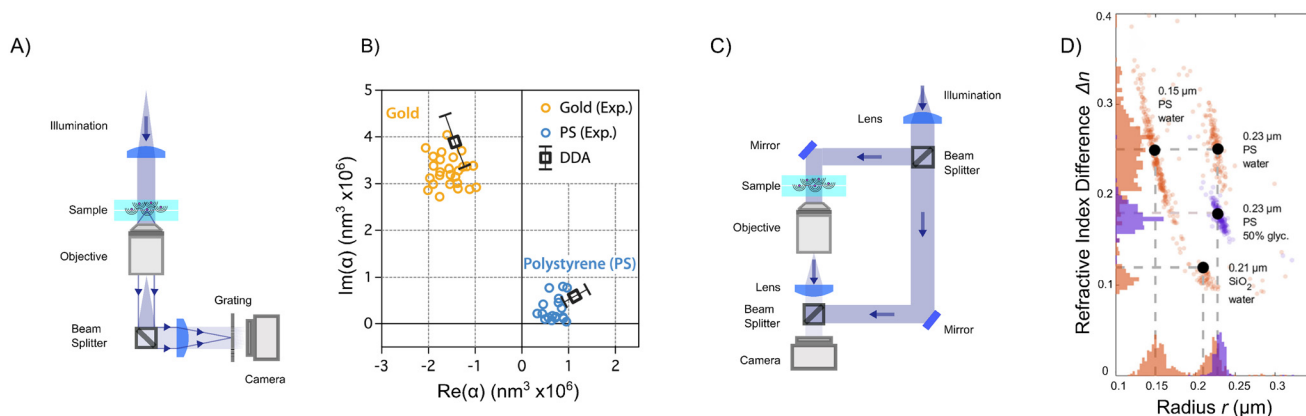 A)
Illumination
Sample
Objective
Beam
Splitter
Grating
Camera
B)
Im(α) (nm³ x10⁶)
5
4
3
2
1
0
-3
-2
-1
0
1
2
Re(α) (nm³ x10⁶)
Gold
Gold (Exp.)
PS (Exp.)
DDA
Polystyrene (PS)
C)
Illumination
Lens
Mirror
Beam
Splitter
Sample
Objective
Lens
Beam
Splitter
Mirror
Camera
D)
Refractive Index Difference Δn
0.4
0.3
0.2
0.1
0.1
0.15
0.2
0.25
0.3
Radius r (μm)
0.15 μm
PS
water
0.23 μm
PS
water
0.23 μm
PS
50% glyc.
0.21 μm
SiO₂
water